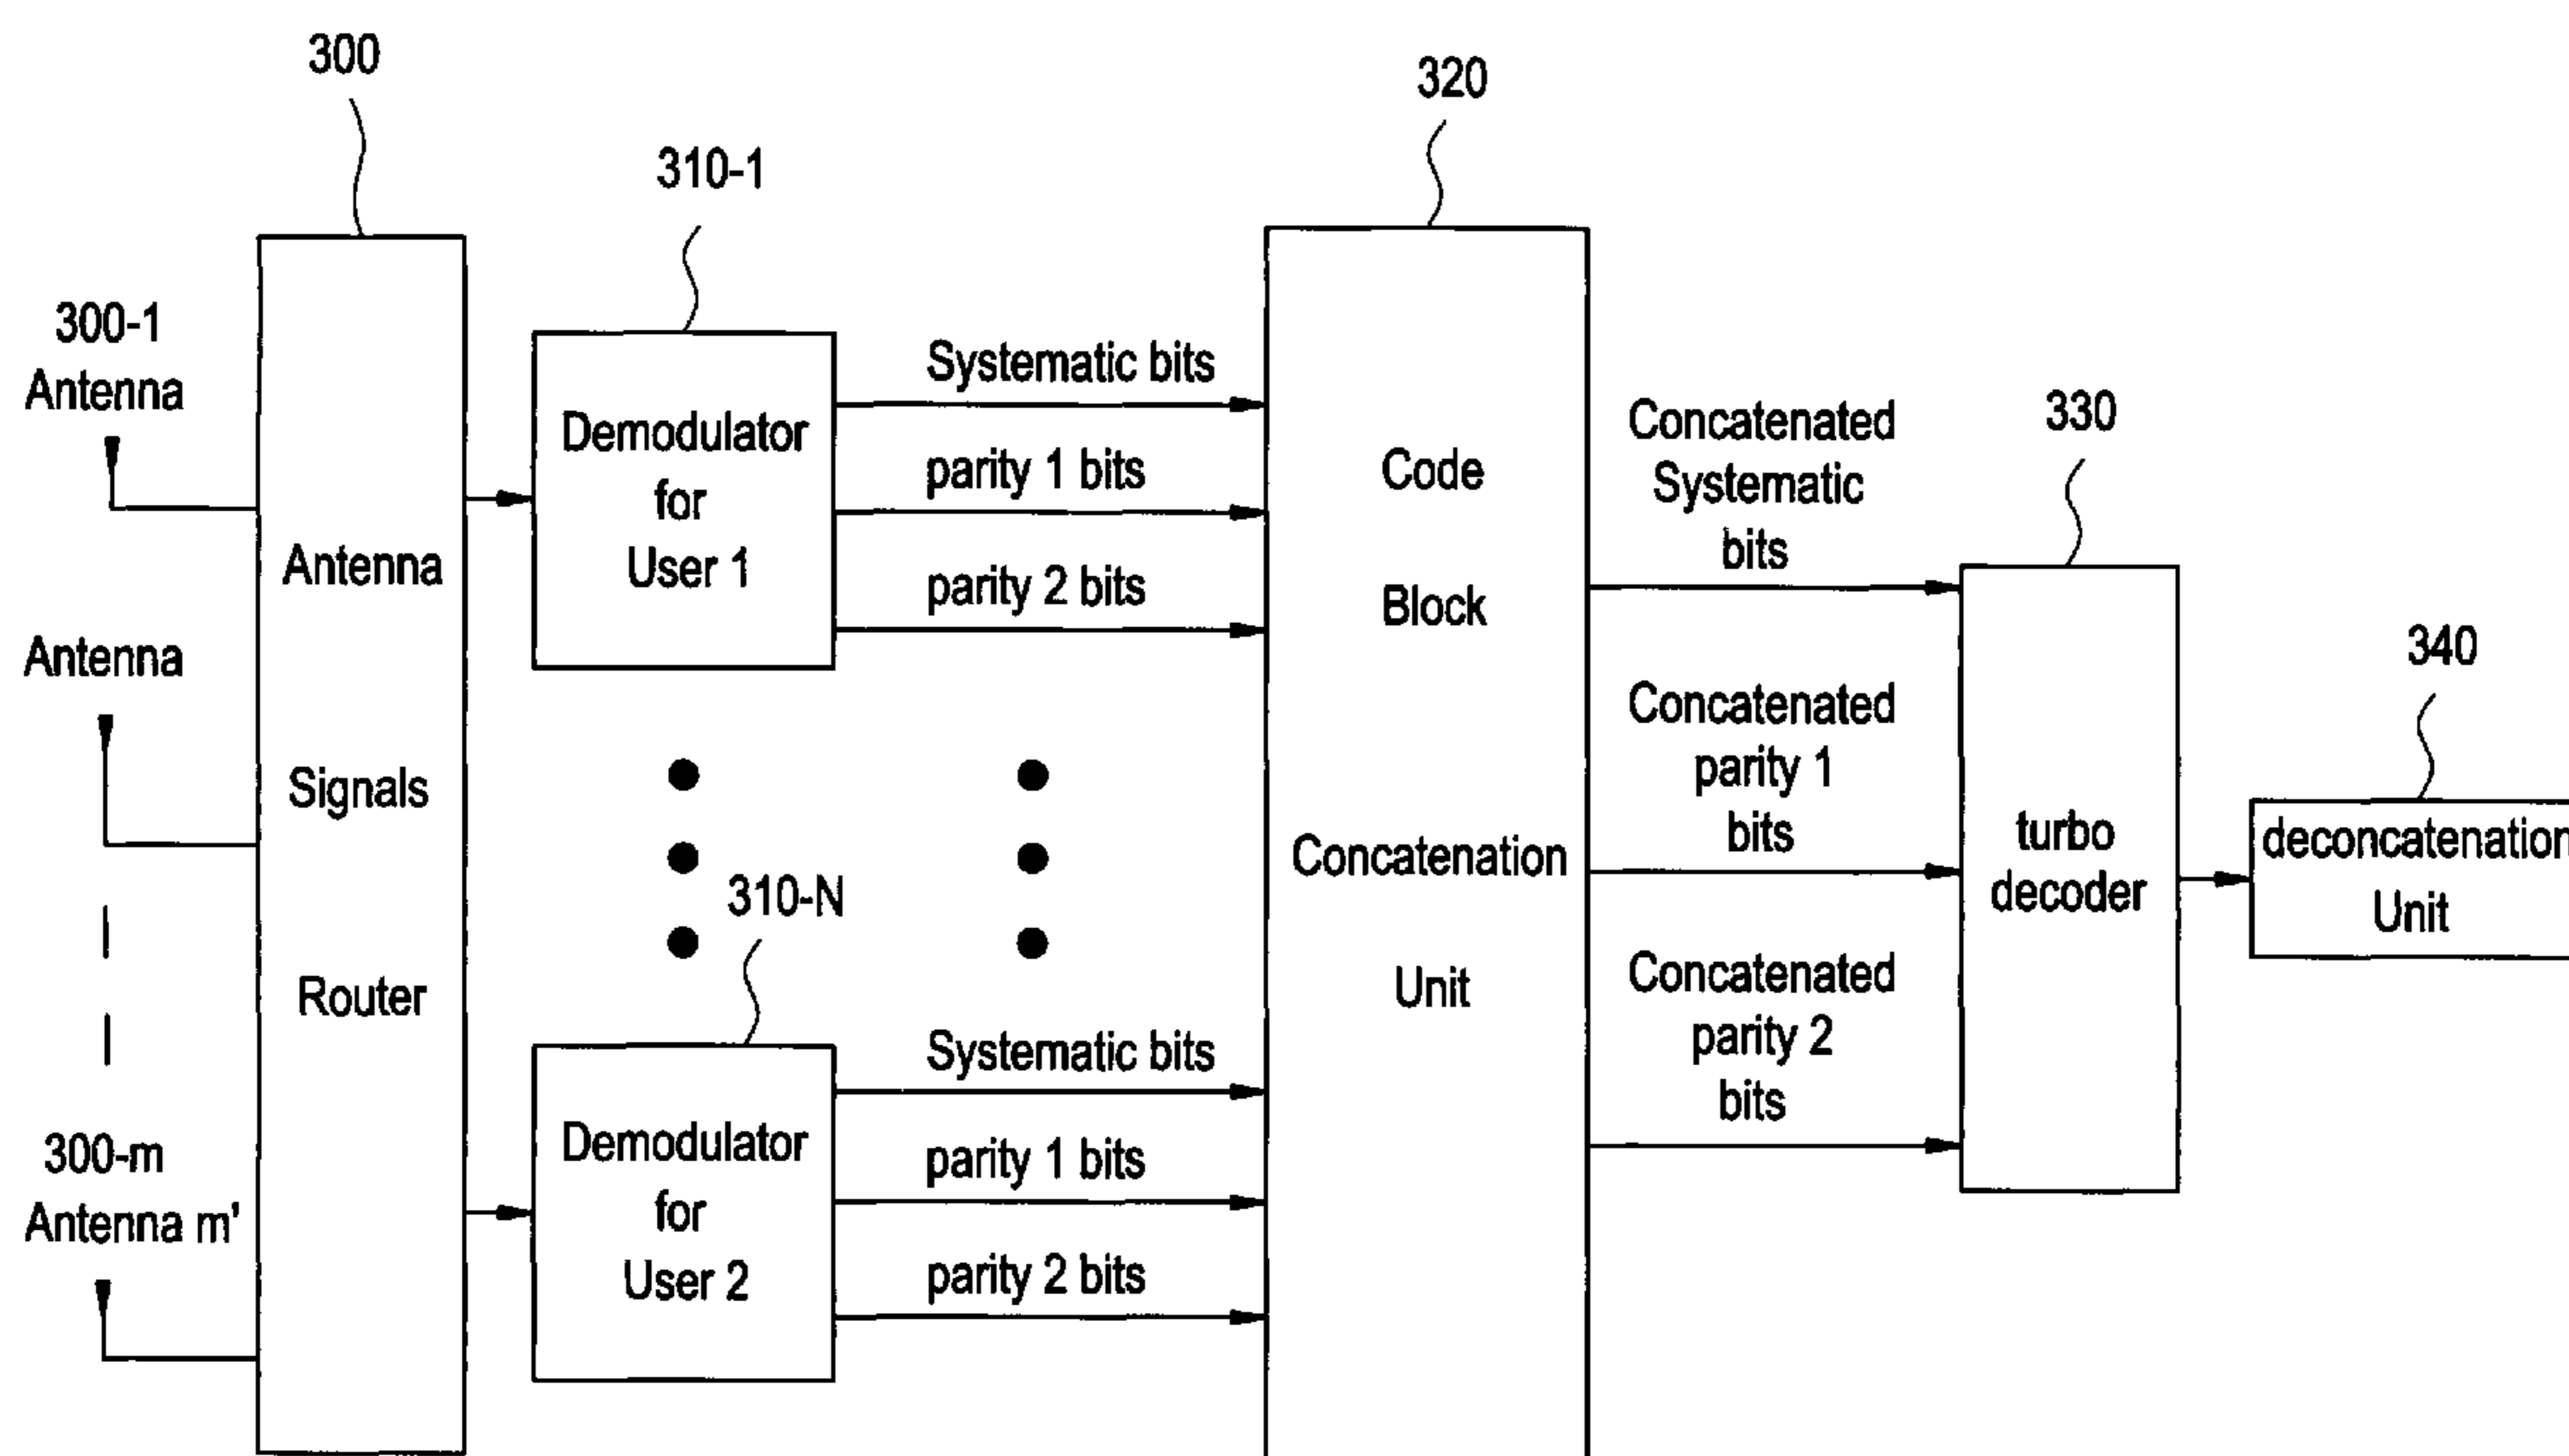 300
320
310-1
300-1
Antenna
Antenna
300-m
Antenna m'
Antenna
Signals
Router
Demodulator
for
User 1
Systematic bits
parity 1 bits
parity 2 bits
310-N
Demodulator
for
User 2
Systematic bits
parity 1 bits
parity 2 bits
Code
Block
Concatenation
Unit
Concatenated
Systematic
bits
Concatenated
parity 1
bits
Concatenated
parity 2
bits
330
turbo
decoder
340
deconcatenation
Unit